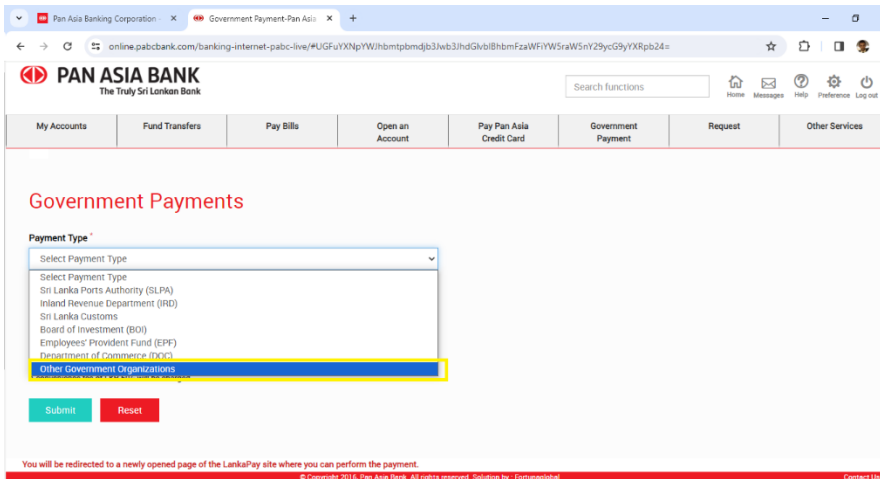 Pan Asia Banking Corporation -
Government Payment-Pan Asia
online.pabcbank.com/banking-internet-pabc-live/#UGFuYXNpYWJhbmtpbmdjb3Jwb3JhdGlvblBhbmFzaWFiYW5raW5nY29ycG9yYXRpb24=
PAN ASIA BANK
The Truly Sri Lankan Bank
Search functions
Home Messages Help Preference Log out
My Accounts Fund Transfers Pay Bills Open an Account Pay Pan Asia Credit Card Government Payment Request Other Services
Government Payments
Payment Type *
Select Payment Type
Select Payment Type
Sri Lanka Ports Authority (SLPA)
Inland Revenue Department (IRD)
Sri Lanka Customs
Board of Investment (BOI)
Employees' Provident Fund (EPF)
Department of Commerce (DOC)
Other Government Organizations
Submit Reset
You will be redirected to a newly opened page of the LankaPay site where you can perform the payment.
© Copyright 2016. Pan Asia Bank. All rights reserved. Solution by : Fortunaglobal
Contact Us